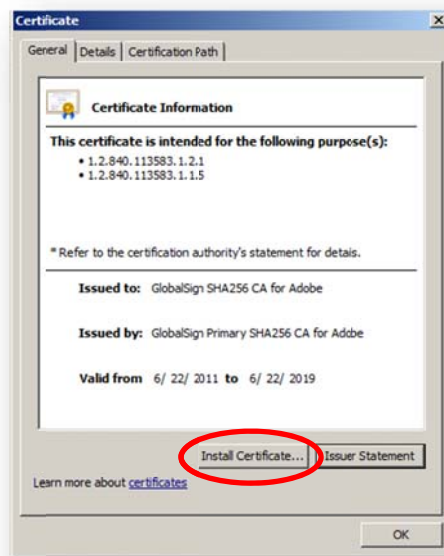 Certificate
General Details Certification Path
Certificate Information
This certificate is intended for the following purpose(s):
• 1.2.840.113583.1.2.1
• 1.2.840.113583.1.1.5
* Refer to the certification authority's statement for details.
Issued to: GlobalSign SHA256 CA for Adobe
Issued by: GlobalSign Primary SHA256 CA for Adobe
Valid from 6/ 22/ 2011 to 6/ 22/ 2019
Install Certificate... Issuer Statement
Learn more about certificates
OK